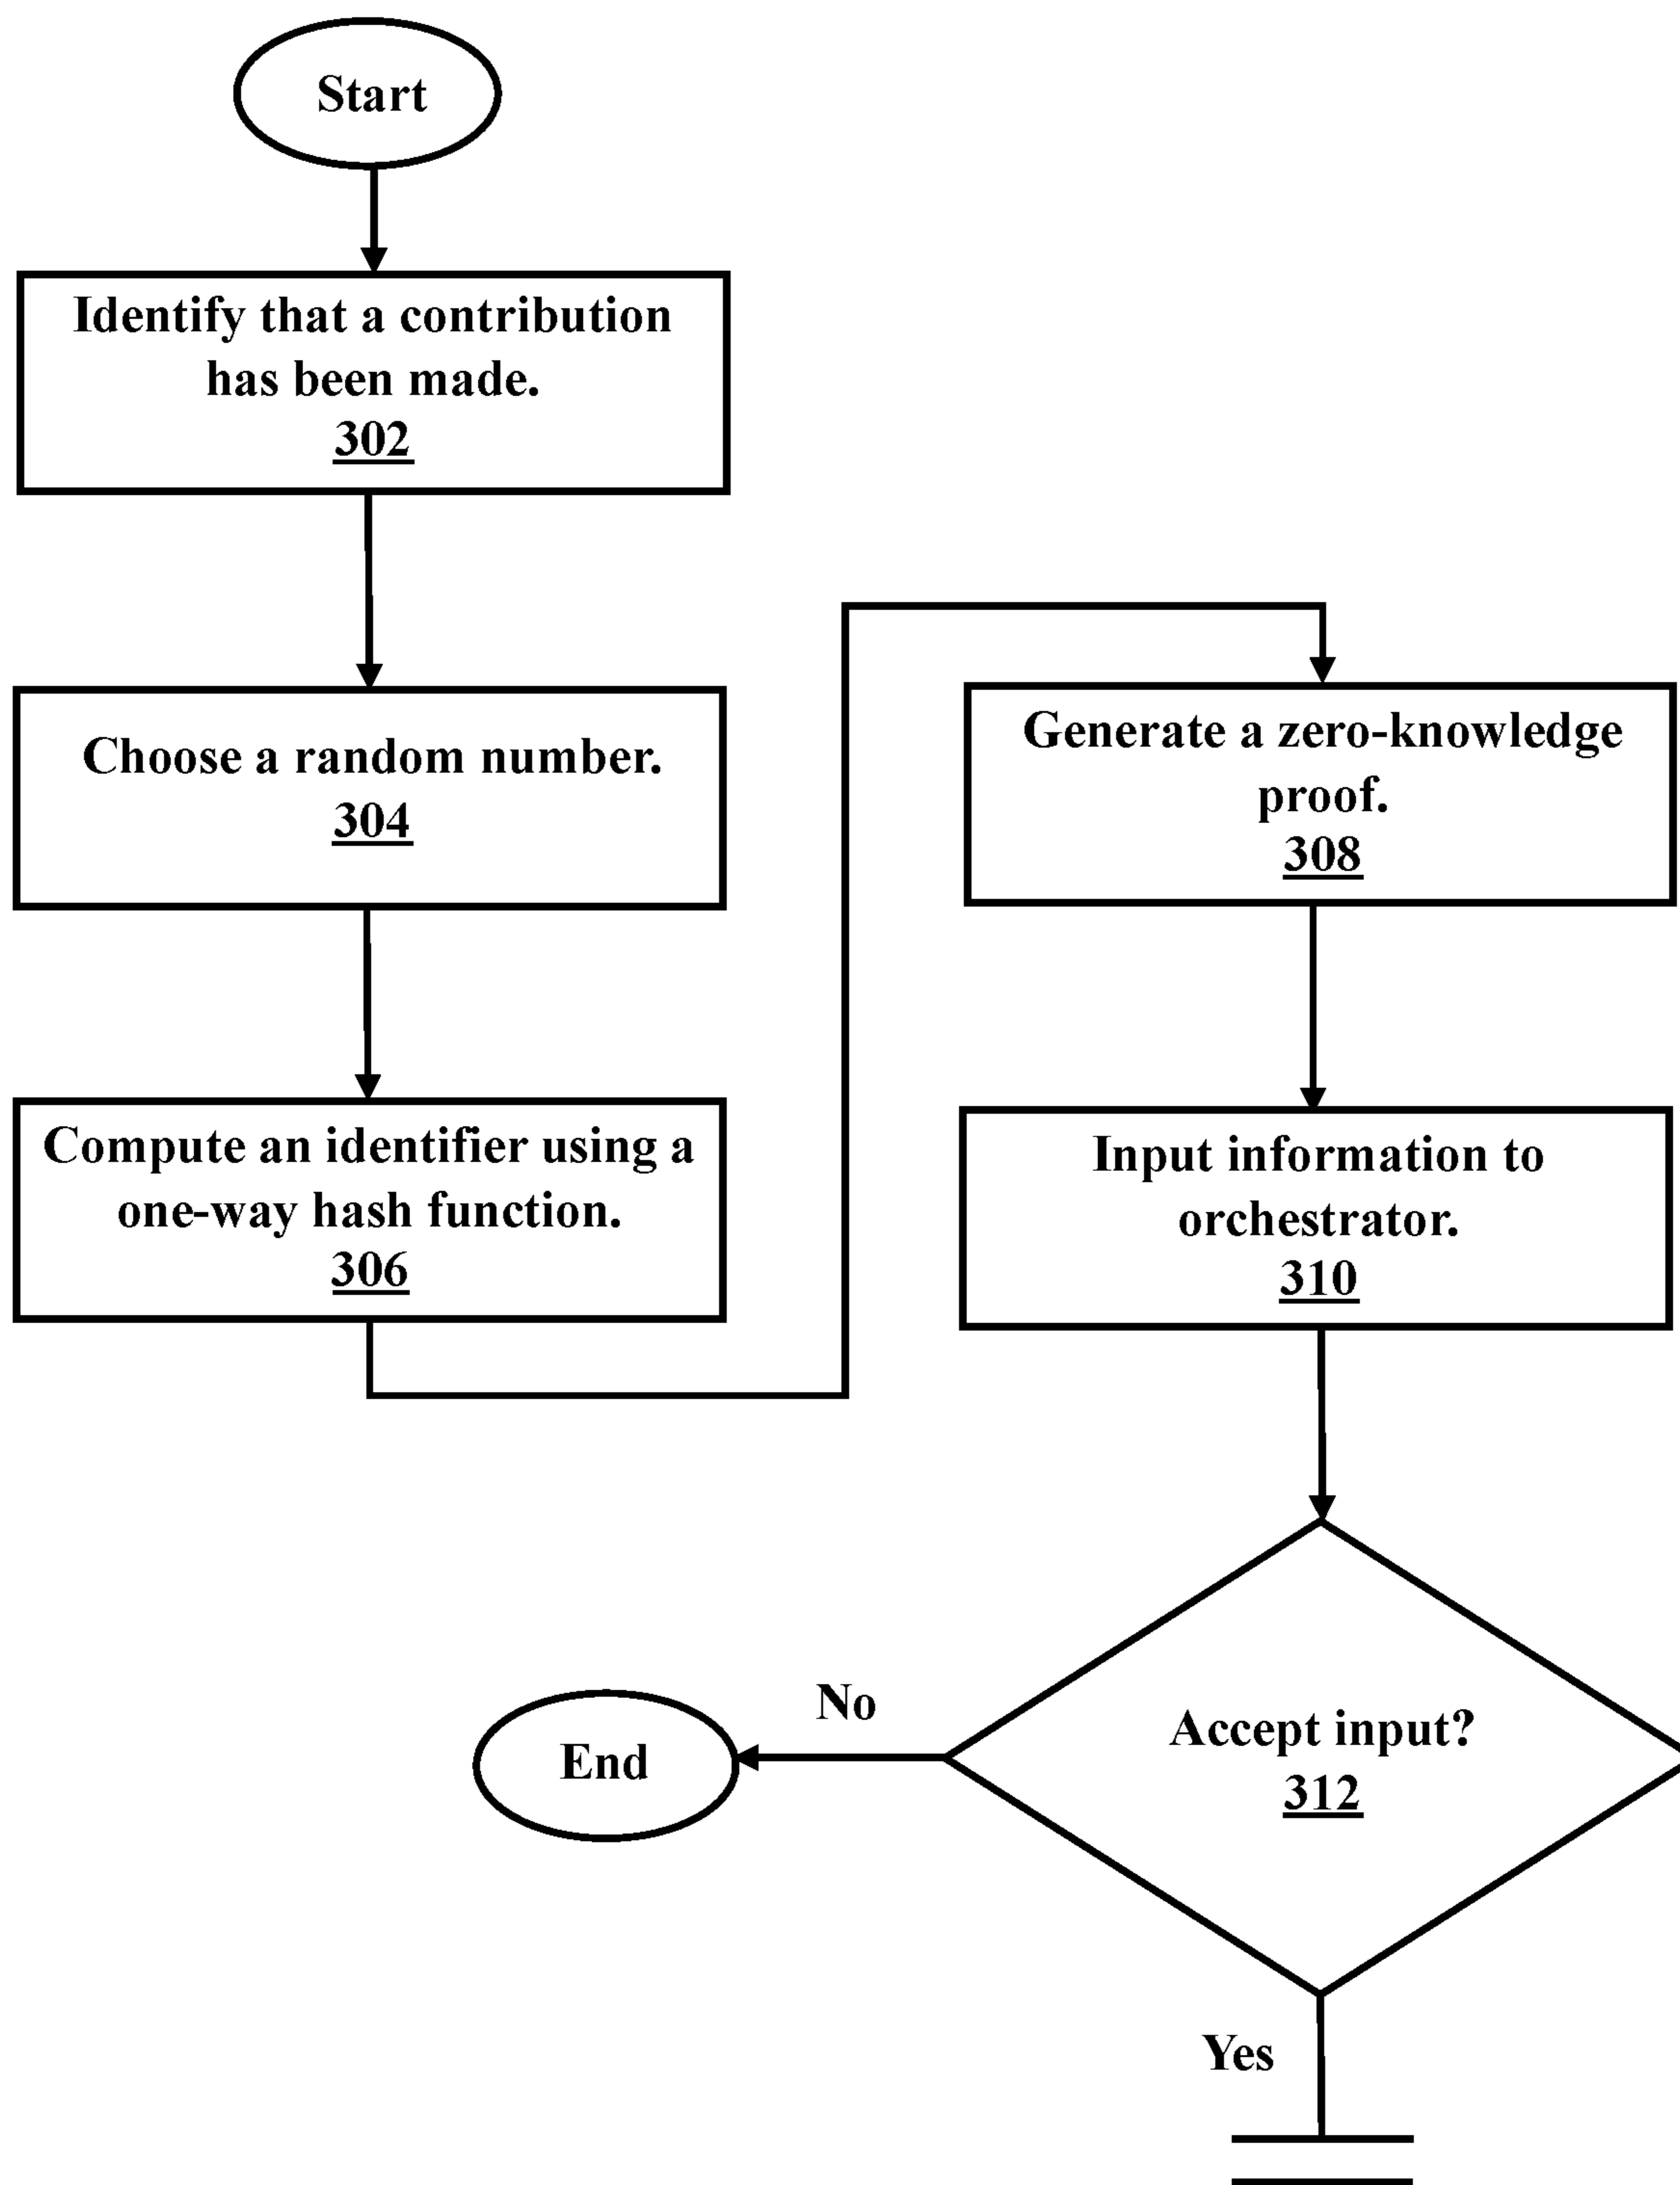 Start
Identify that a contribution
has been made.
302
Choose a random number.
304
Compute an identifier using a
one-way hash function.
306
Generate a zero-knowledge
proof.
308
Input information to
orchestrator.
310
Accept input?
312
No
End
Yes